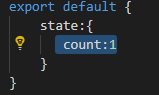 export default {
    state:{
        count:1
    }
}